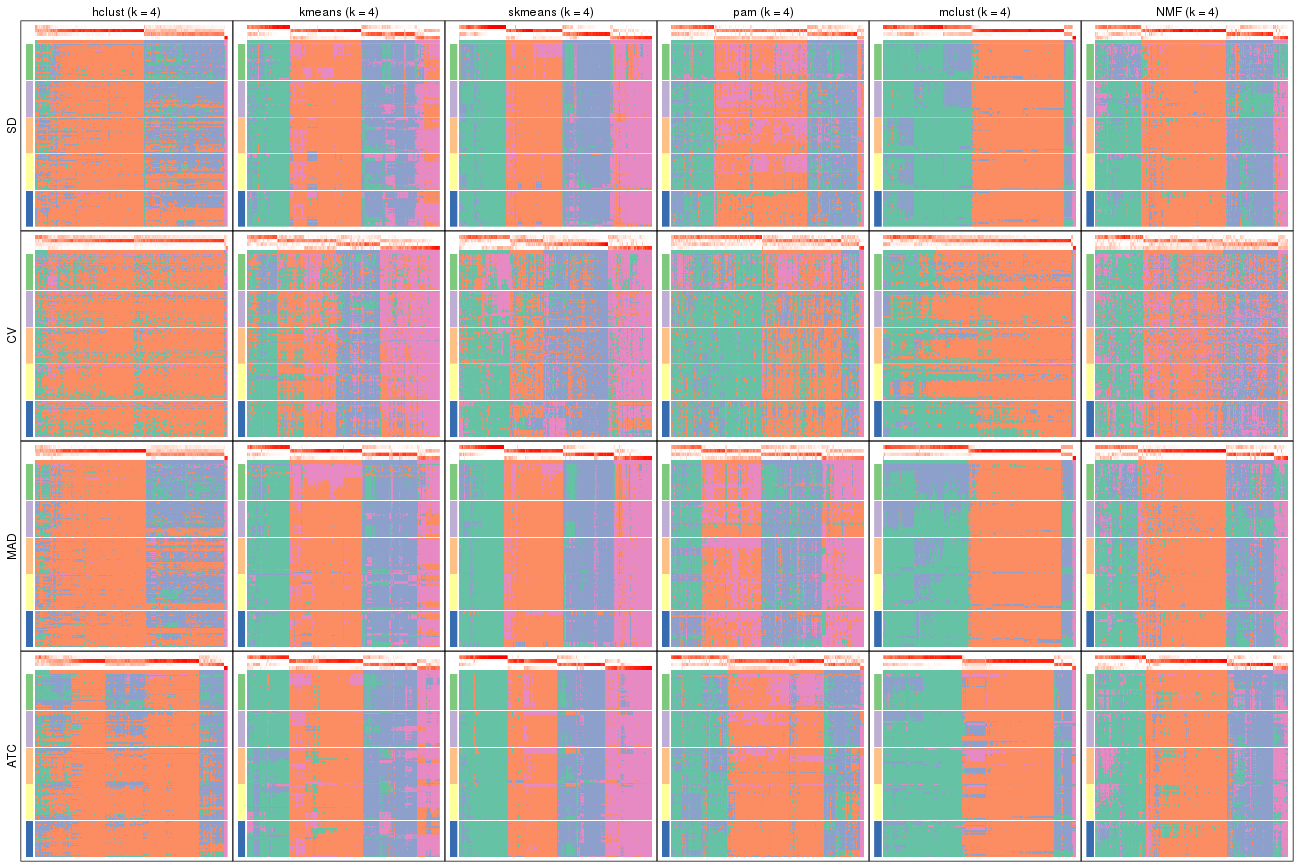 hclust (k = 4)
kmeans (k = 4)
skmeans (k = 4)
pam (k = 4)
mclust (k = 4)
NMF (k = 4)
SD
CV
MAD
ATC